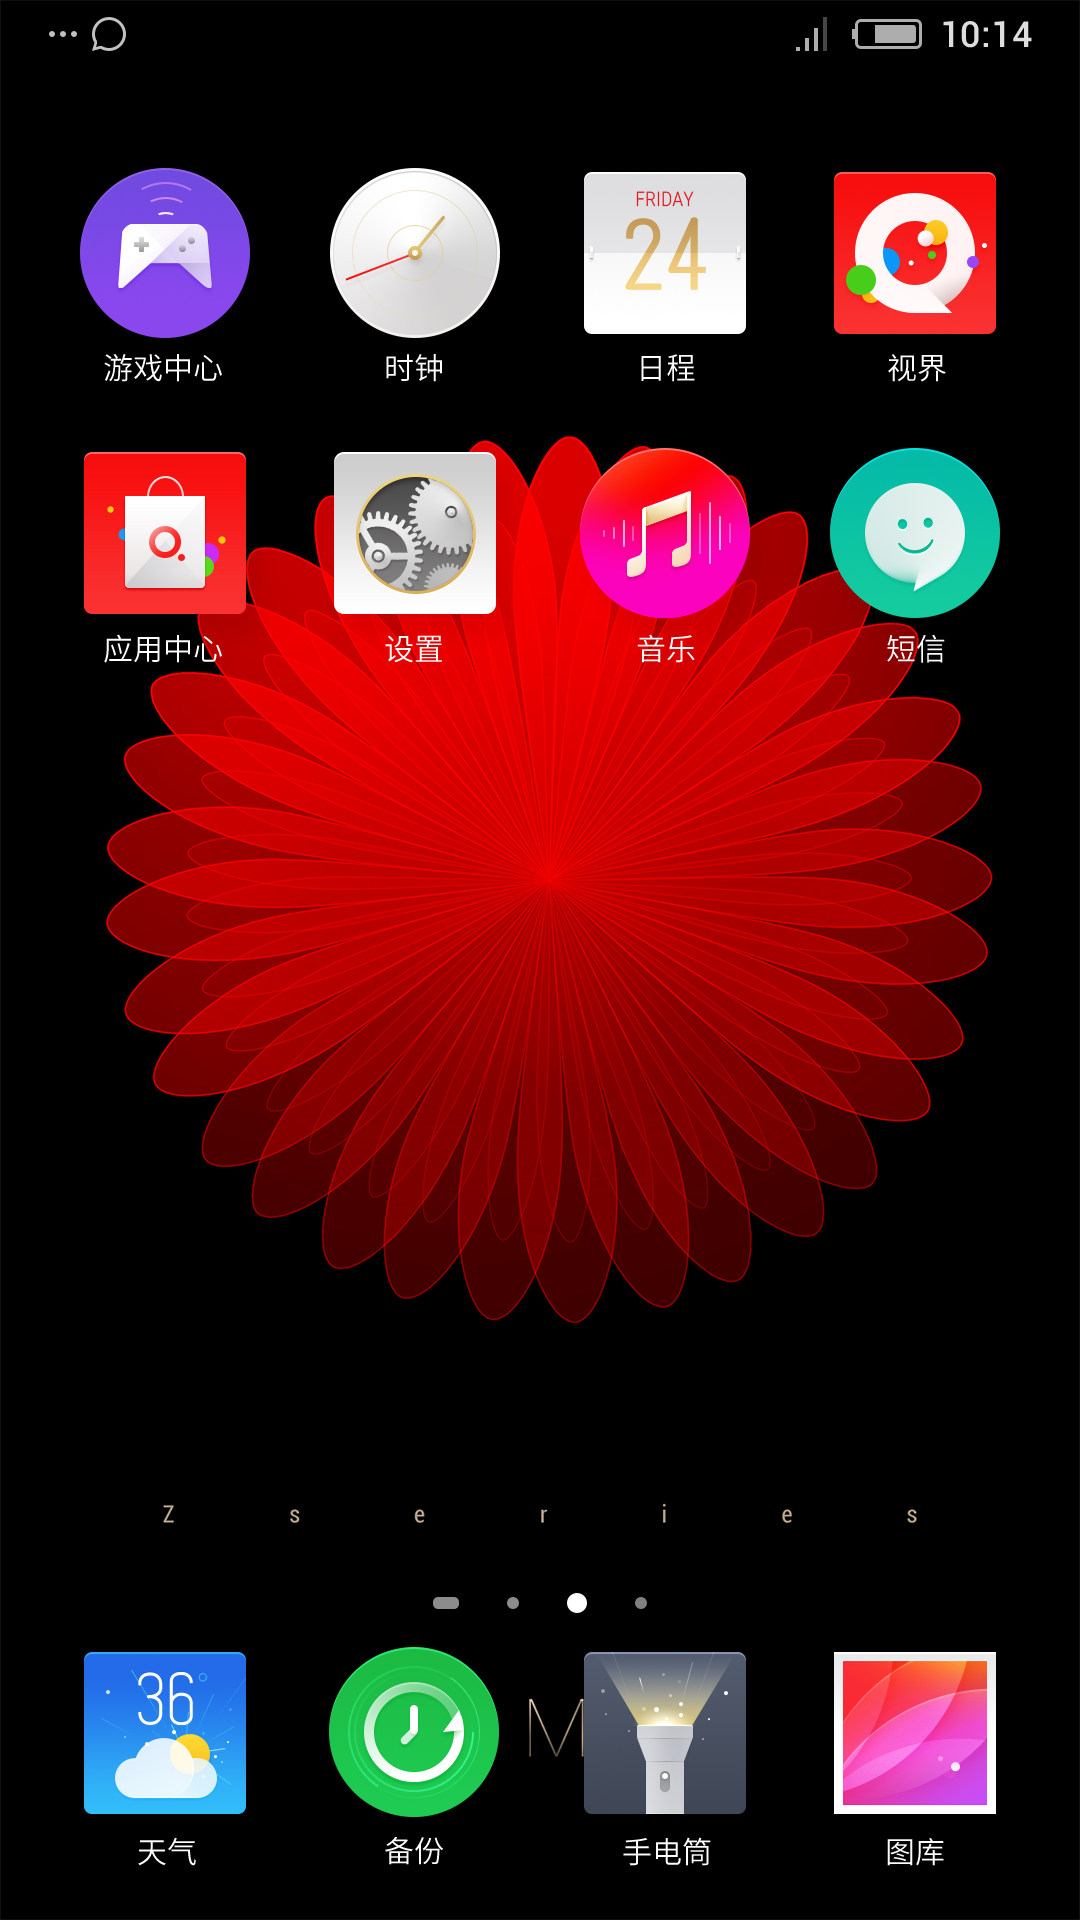 10:14
FRIDAY
24
游戏中心 时钟 日程 视界
应用中心 设置 音乐 短信
Z s e r i e s
36
M
天气 备份 手电筒 图库